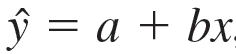 ŷ = a + bx,